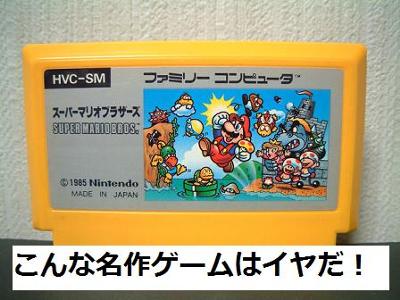 HVC-SM
ファミリー コンピュータ™
スーパーマリオブラザーズ
SUPER MARIO BROS.
©1985 Nintendo
MADE IN JAPAN
こんな名作ゲームはイヤだ！